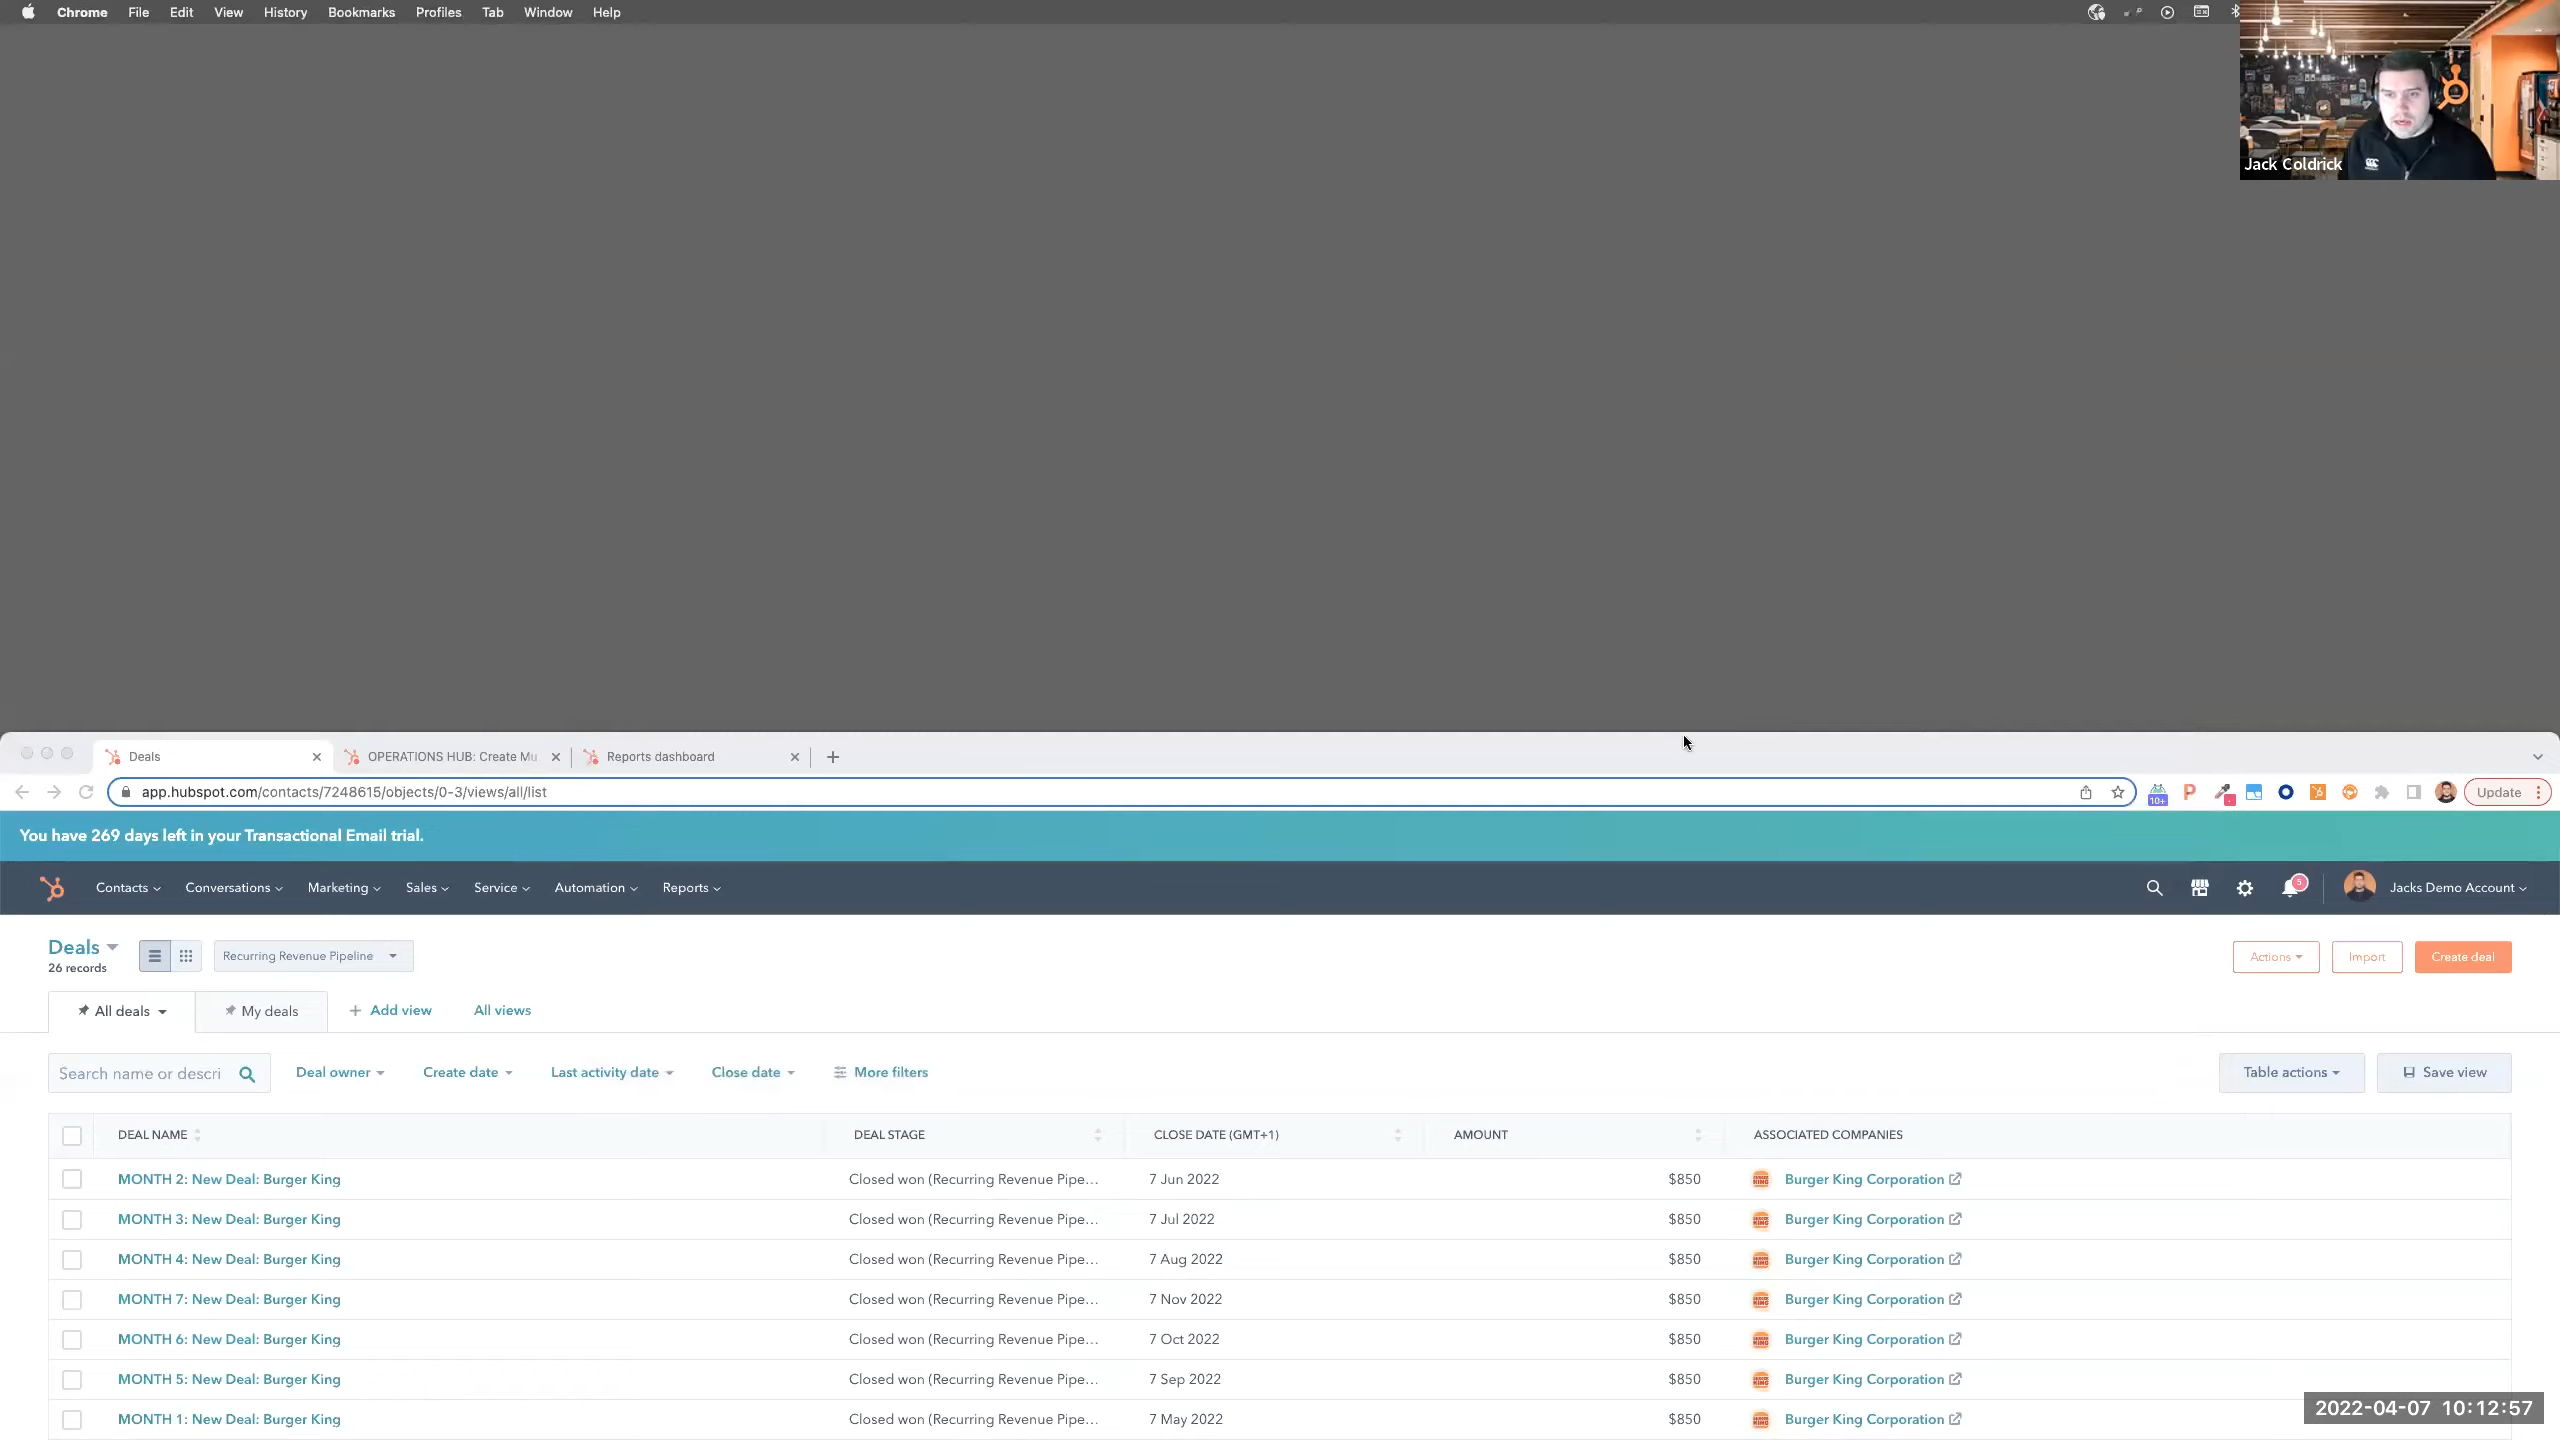 Chrome File Edit View History Bookmarks Profiles Tab Window Help
Jack Coldrick
Deals
OPERATIONS HUB: Create Mu
Reports dashboard
app.hubspot.com/contacts/7248615/objects/0-3/views/all/list
10+
Update
You have 269 days left in your Transactional Email trial.
Contacts Conversations Marketing Sales Service Automation Reports
5
Jacks Demo Account
Deals
26 records
Recurring Revenue Pipeline
Actions
Import
Create deal
All deals
My deals
Add view
All views
Search name or descri
Deal owner
Create date
Last activity date
Close date
More filters
Table actions
Save view
DEAL NAME DEAL STAGE CLOSE DATE (GMT+1) AMOUNT ASSOCIATED COMPANIES
MONTH 2: New Deal: Burger King Closed won (Recurring Revenue Pipe... 7 Jun 2022 $850 Burger King Corporation
MONTH 3: New Deal: Burger King Closed won (Recurring Revenue Pipe... 7 Jul 2022 $850 Burger King Corporation
MONTH 4: New Deal: Burger King Closed won (Recurring Revenue Pipe... 7 Aug 2022 $850 Burger King Corporation
MONTH 7: New Deal: Burger King Closed won (Recurring Revenue Pipe... 7 Nov 2022 $850 Burger King Corporation
MONTH 6: New Deal: Burger King Closed won (Recurring Revenue Pipe... 7 Oct 2022 $850 Burger King Corporation
MONTH 5: New Deal: Burger King Closed won (Recurring Revenue Pipe... 7 Sep 2022 $850 Burger King Corporation
MONTH 1: New Deal: Burger King Closed won (Recurring Revenue Pipe... 7 May 2022 $850 Burger King Corporation
2022-04-07 10:12:57